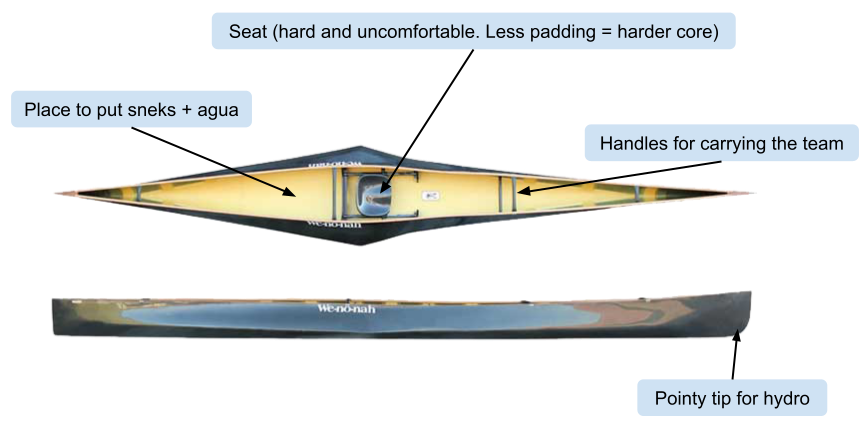 Seat (hard and uncomfortable. Less padding = harder core)
Place to put sneks + agua
Handles for carrying the team
We-no-nah
We-no-nah
We-nō-nah
Pointy tip for hydro